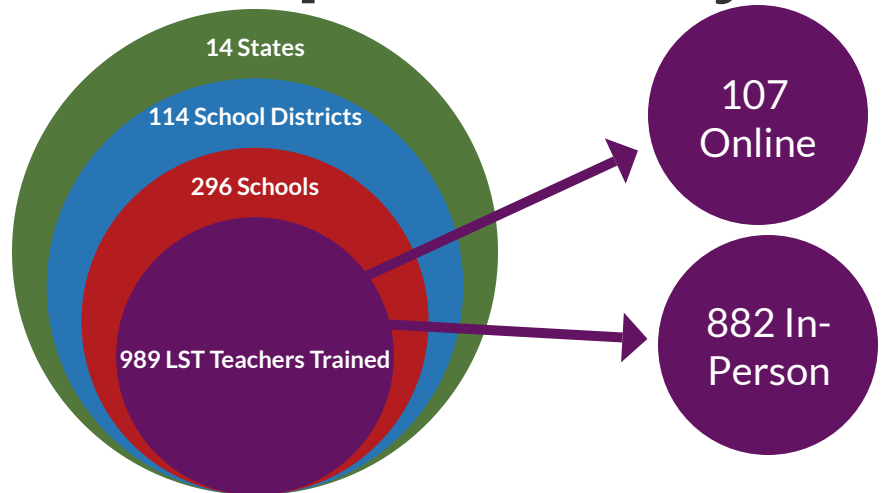 14 States
114 School Districts
296 Schools
989 LST Teachers Trained
107
Online
882 In-
Person